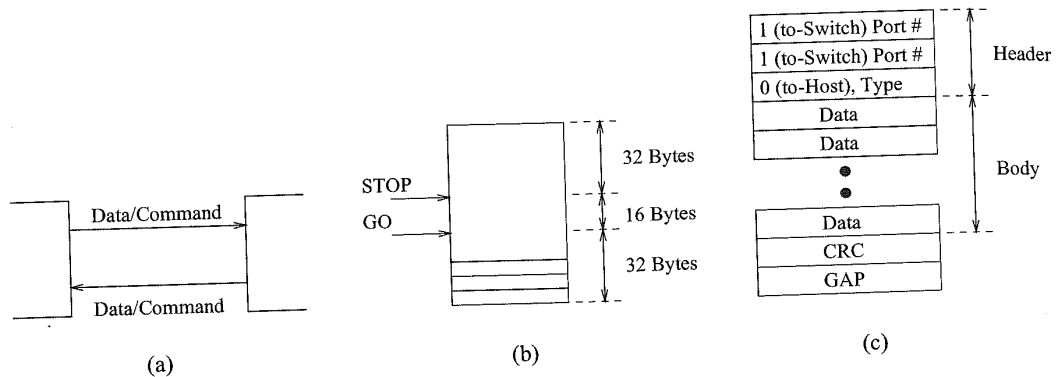 Data/Command
Data/Command
(a)
STOP
GO
32 Bytes
16 Bytes
32 Bytes
(b)
1 (to-Switch) Port #
1 (to-Switch) Port #
0 (to-Host), Type
Data
Data
Data
CRC
GAP
Header
Body
(c)